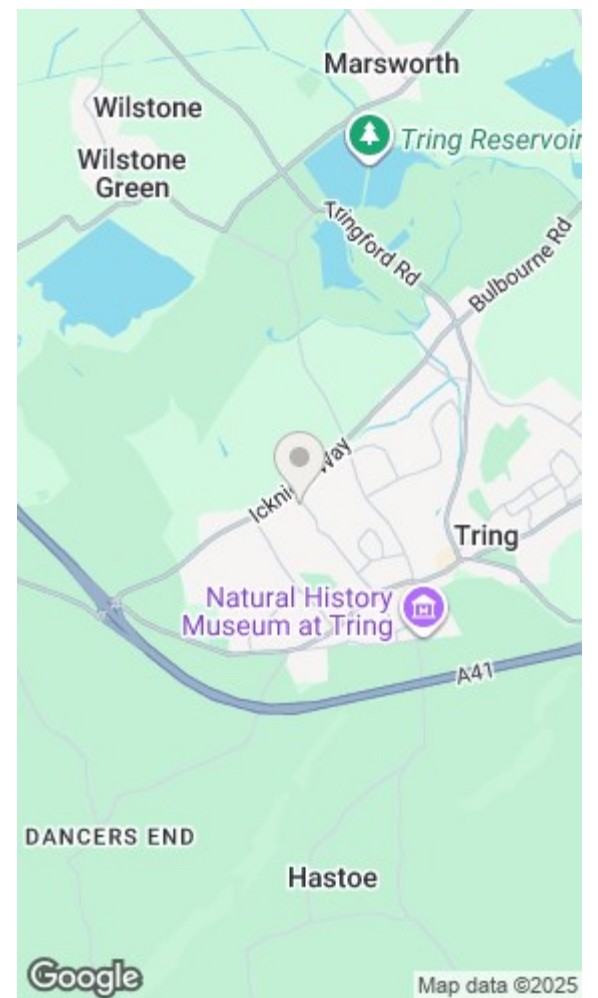 Marsworth
Wilstone
Tring Reservoir
Wilstone
Green
Tringford Rd
Bulbourne Rd
Way
Tring
Natural History
Museum at Tring
A41
DANCERS END
Hastoe
Google
Map data ©2025